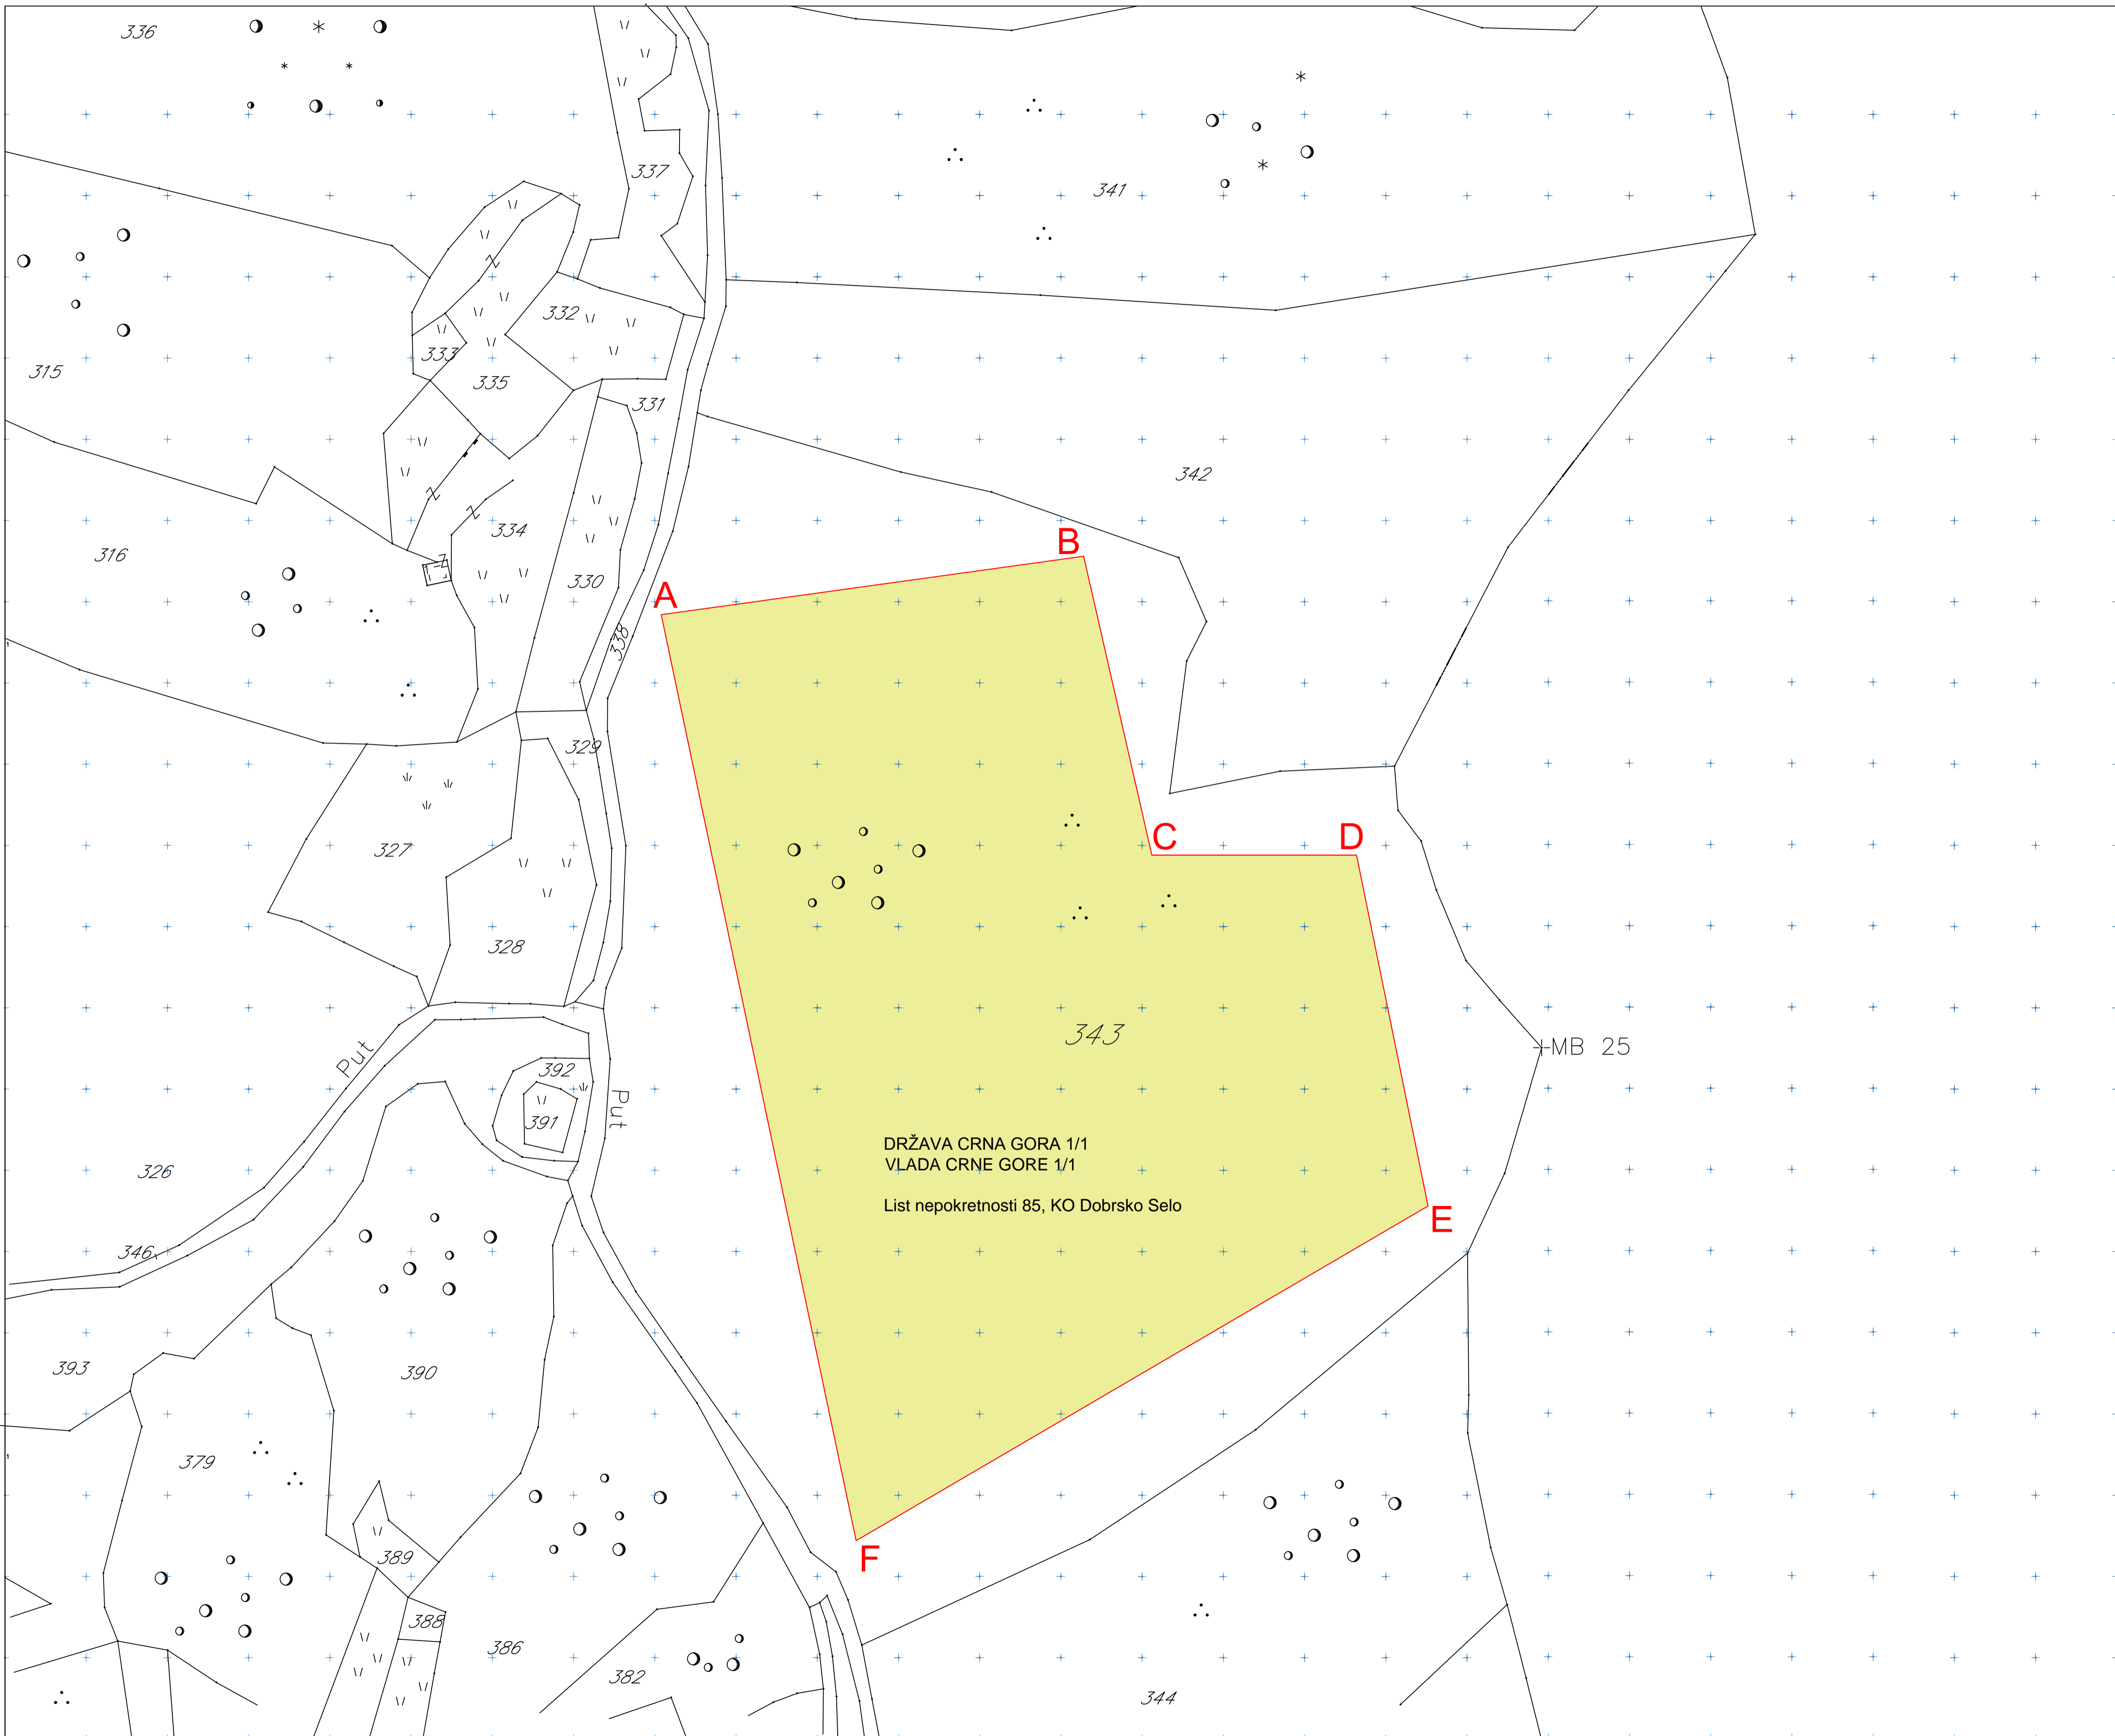 336
337
341
332
333
335
315
331
342
334
316
330
B
A
338
329
C
D
327
328
343
MB 25
Put
392
Put
391
DRŽAVA CRNA GORA 1/1
VLADA CRNE GORE 1/1
326
List nepokretnosti 85, KO Dobrsko Selo
E
346
393
390
379
F
389
388
386
382
344